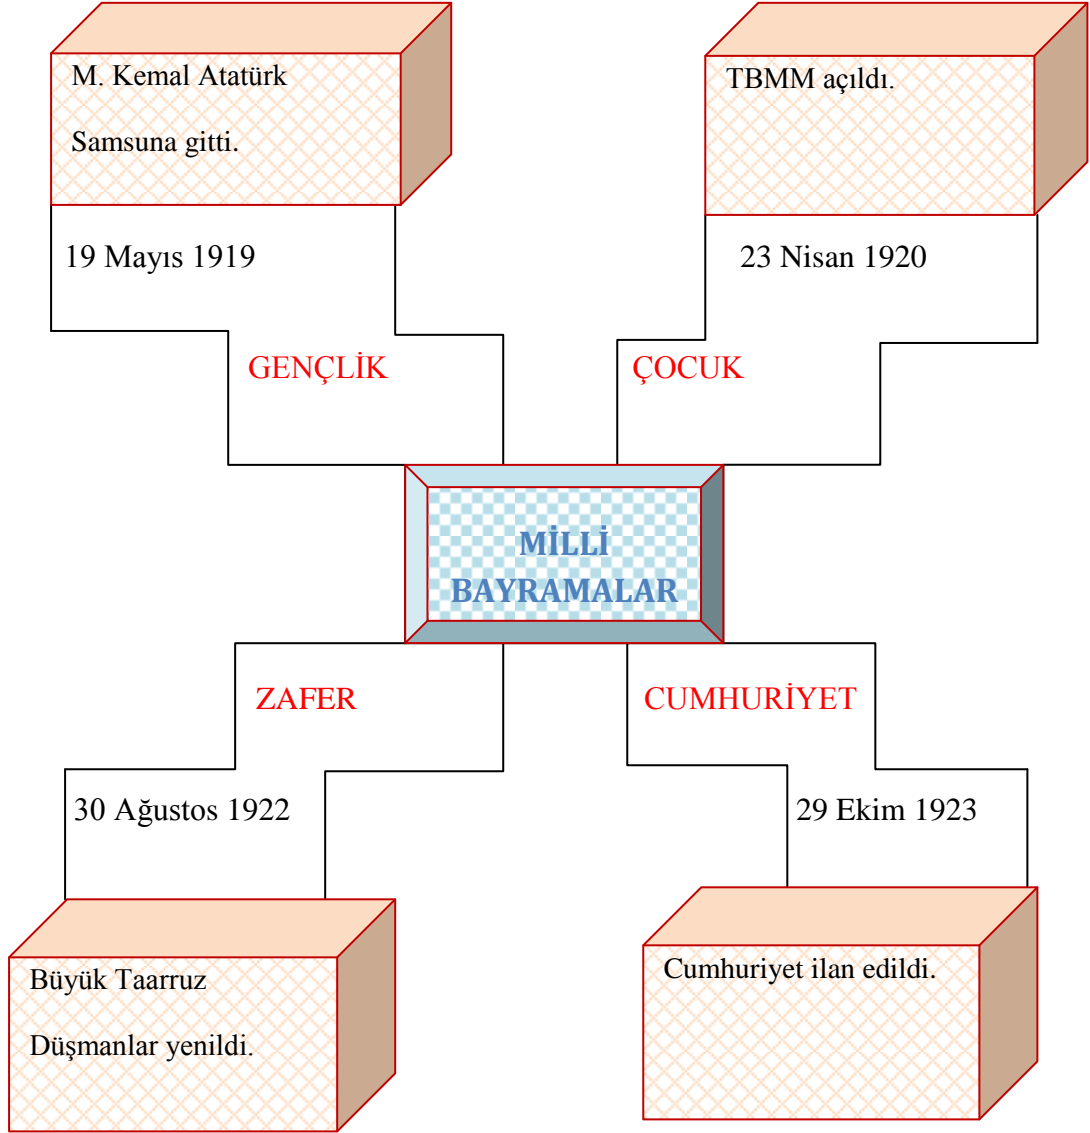 M. Kemal Atatürk
Samsuna gitti.
19 Mayıs 1919
GENÇLİK
TBMM açıldı.
23 Nisan 1920
ÇOCUK
MİLLİ
BAYRAMALAR
ZAFER
30 Ağustos 1922
Büyük Taarruz
Düşmanlar yenildi.
CUMHURİYET
29 Ekim 1923
Cumhuriyet ilan edildi.